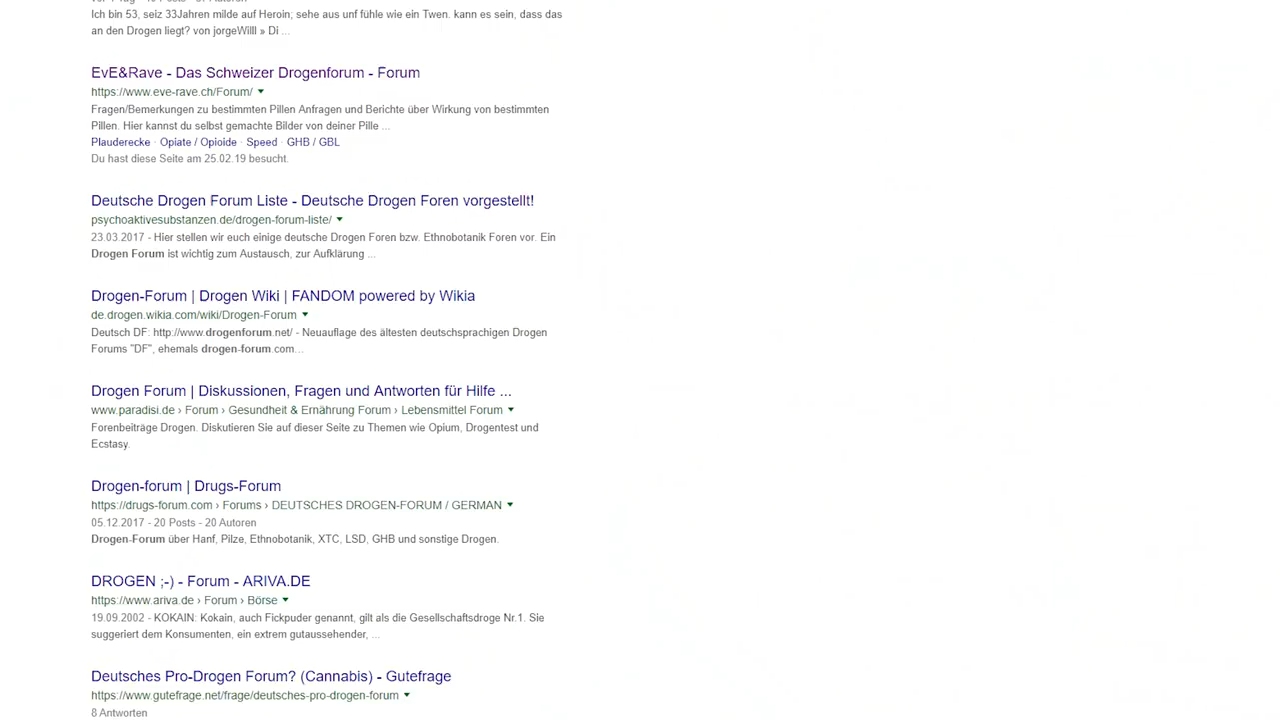 Ich bin 53, seiz 33Jahren milde auf Heroin; sehe aus unf fühle wie ein Twen. kann es sein, dass das
an den Drogen liegt? von jorgeWilll » Di ...
EvE&Rave - Das Schweizer Drogenforum - Forum
https://www.eve-rave.ch/Forum/
Fragen/Bemerkungen zu bestimmten Pillen Anfragen und Berichte über Wirkung von bestimmten
Pillen. Hier kannst du selbst gemachte Bilder von deiner Pille ...
Plauderecke · Opiate / Opioide · Speed · GHB / GBL
Du hast diese Seite am 25.02.19 besucht.
Deutsche Drogen Forum Liste - Deutsche Drogen Foren vorgestellt!
psychoaktivesubstanzen.de/drogen-forum-liste/
23.03.2017 - Hier stellen wir euch einige deutsche Drogen Foren bzw. Ethnobotanik Foren vor. Ein
Drogen Forum ist wichtig zum Austausch, zur Aufklärung ...
Drogen-Forum | Drogen Wiki | FANDOM powered by Wikia
de.drogen.wikia.com/wiki/Drogen-Forum
Deutsch DF: http://www.drogenforum.net/ - Neuauflage des ältesten deutschsprachigen Drogen
Forums "DF", ehemals drogen-forum.com...
Drogen Forum | Diskussionen, Fragen und Antworten für Hilfe ...
www.paradisi.de › Forum › Gesundheit & Ernährung Forum › Lebensmittel Forum
Forenbeiträge Drogen. Diskutieren Sie auf dieser Seite zu Themen wie Opium, Drogentest und
Ecstasy.
Drogen-forum | Drugs-Forum
https://drugs-forum.com › Forums › DEUTSCHES DROGEN-FORUM / GERMAN
05.12.2017 - 20 Posts - 20 Autoren
Drogen-Forum über Hanf, Pilze, Ethnobotanik, XTC, LSD, GHB und sonstige Drogen.
DROGEN ;-) - Forum - ARIVA.DE
https://www.ariva.de › Forum › Börse
19.09.2002 - KOKAIN: Kokain, auch Fickpuder genannt, gilt als die Gesellschaftsdroge Nr.1. Sie
suggeriert dem Konsumenten, ein extrem gutaussehender, ...
Deutsches Pro-Drogen Forum? (Cannabis) - Gutefrage
https://www.gutefrage.net/frage/deutsches-pro-drogen-forum
8 Antworten